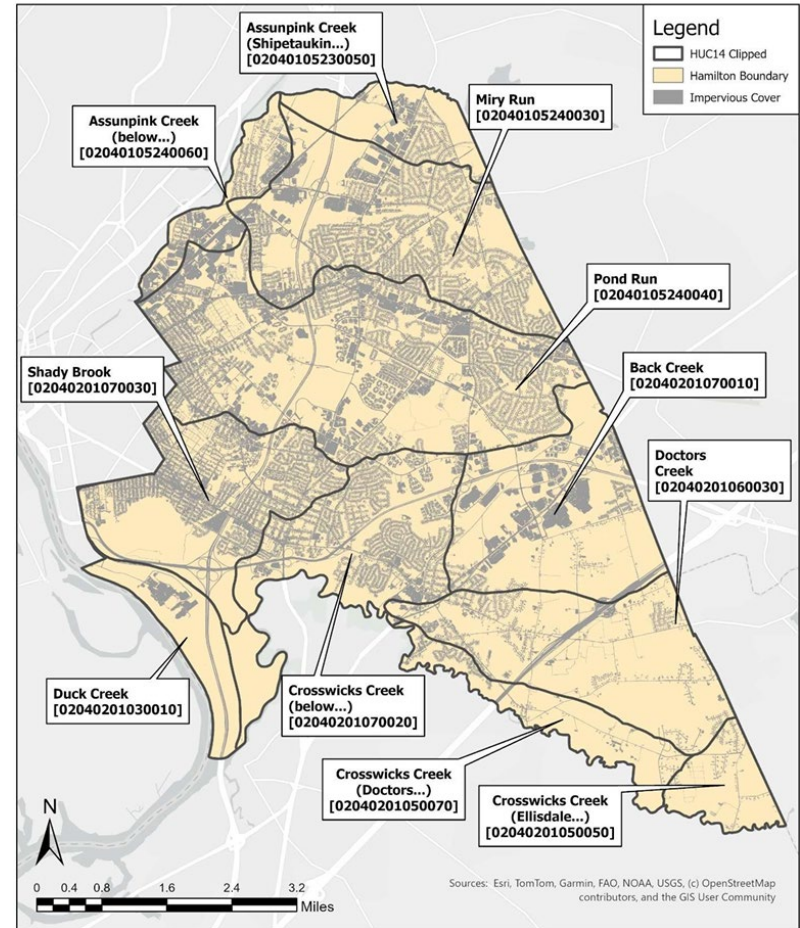 Assunpink Creek
(Shipetaukin...)
[02040105230050]
Legend
HUC14 Clipped
Hamilton Boundary
Impervious Cover
Miry Run
[02040105240030]
Assunpink Creek
(below...)
[02040105240060]
Pond Run
[02040105240040]
Shady Brook
[02040201070030]
Back Creek
[02040201070010]
Doctors
Creek
[02040201060030]
Duck Creek
[02040201030010]
Crosswicks Creek
(below...)
[02040201070020]
Crosswicks Creek
(Doctors...)
[02040201050070]
Crosswicks Creek
(Ellisdale...)
[02040201050050]
N
0 0.4 0.8 1.6 2.4 3.2
Miles
Sources: Esri, TomTom, Garmin, FAO, NOAA, USGS, (c) OpenStreetMap
contributors, and the GIS User Community